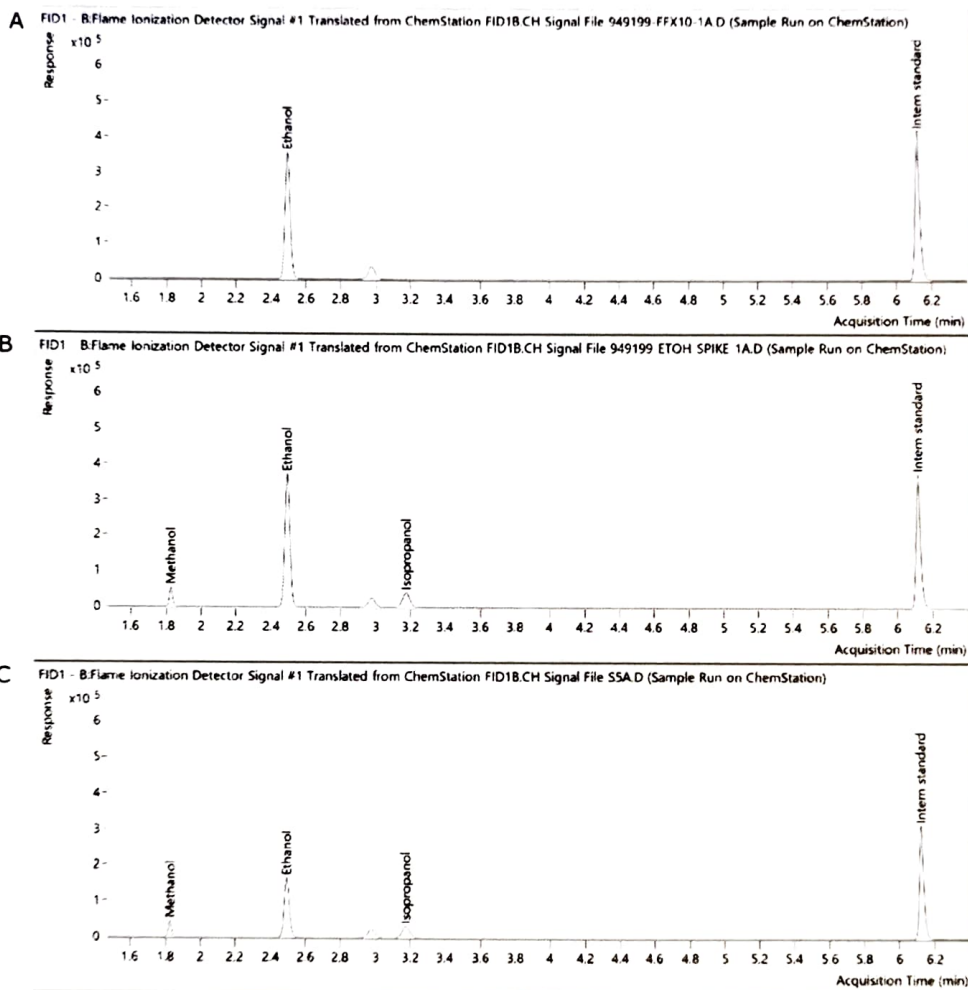 A FID1 - B:Flame Ionization Detector Signal #1 Translated from ChemStation FID1B.CH Signal File 949199-FFX10-1A.D (Sample Run on ChemStation)
Response
x10 5
6
5
4
3
2
1
0
Ethanol
Intern standard
1.6 1.8 2 2.2 2.4 2.6 2.8 3 3.2 3.4 3.6 3.8 4 4.2 4.4 4.6 4.8 5 5.2 5.4 5.6 5.8 6 6.2
Acquisition Time (min)
B FID1 B:Flame Ionization Detector Signal #1 Translated from ChemStation FID1B.CH Signal File 949199 ETOH SPIKE 1A.D (Sample Run on ChemStation)
Response
x10 5
6
5
4
3
2
1
0
Methanol
Ethanol
Isopropanol
Intern standard
1.6 1.8 2 2.2 2.4 2.6 2.8 3 3.2 3.4 3.6 3.8 4 4.2 4.4 4.6 4.8 5 5.2 5.4 5.6 5.8 6 6.2
Acquisition Time (min)
C FID1 - B:Flame Ionization Detector Signal #1 Translated from ChemStation FID1B.CH Signal File S5A.D (Sample Run on ChemStation)
Response
x10 5
6
5
4
3
2
1
0
Methanol
Ethanol
Isopropanol
Intern standard
1.6 1.8 2 2.2 2.4 2.6 2.8 3 3.2 3.4 3.6 3.8 4 4.2 4.4 4.6 4.8 5 5.2 5.4 5.6 5.8 6 6.2
Acquisition Time (min)